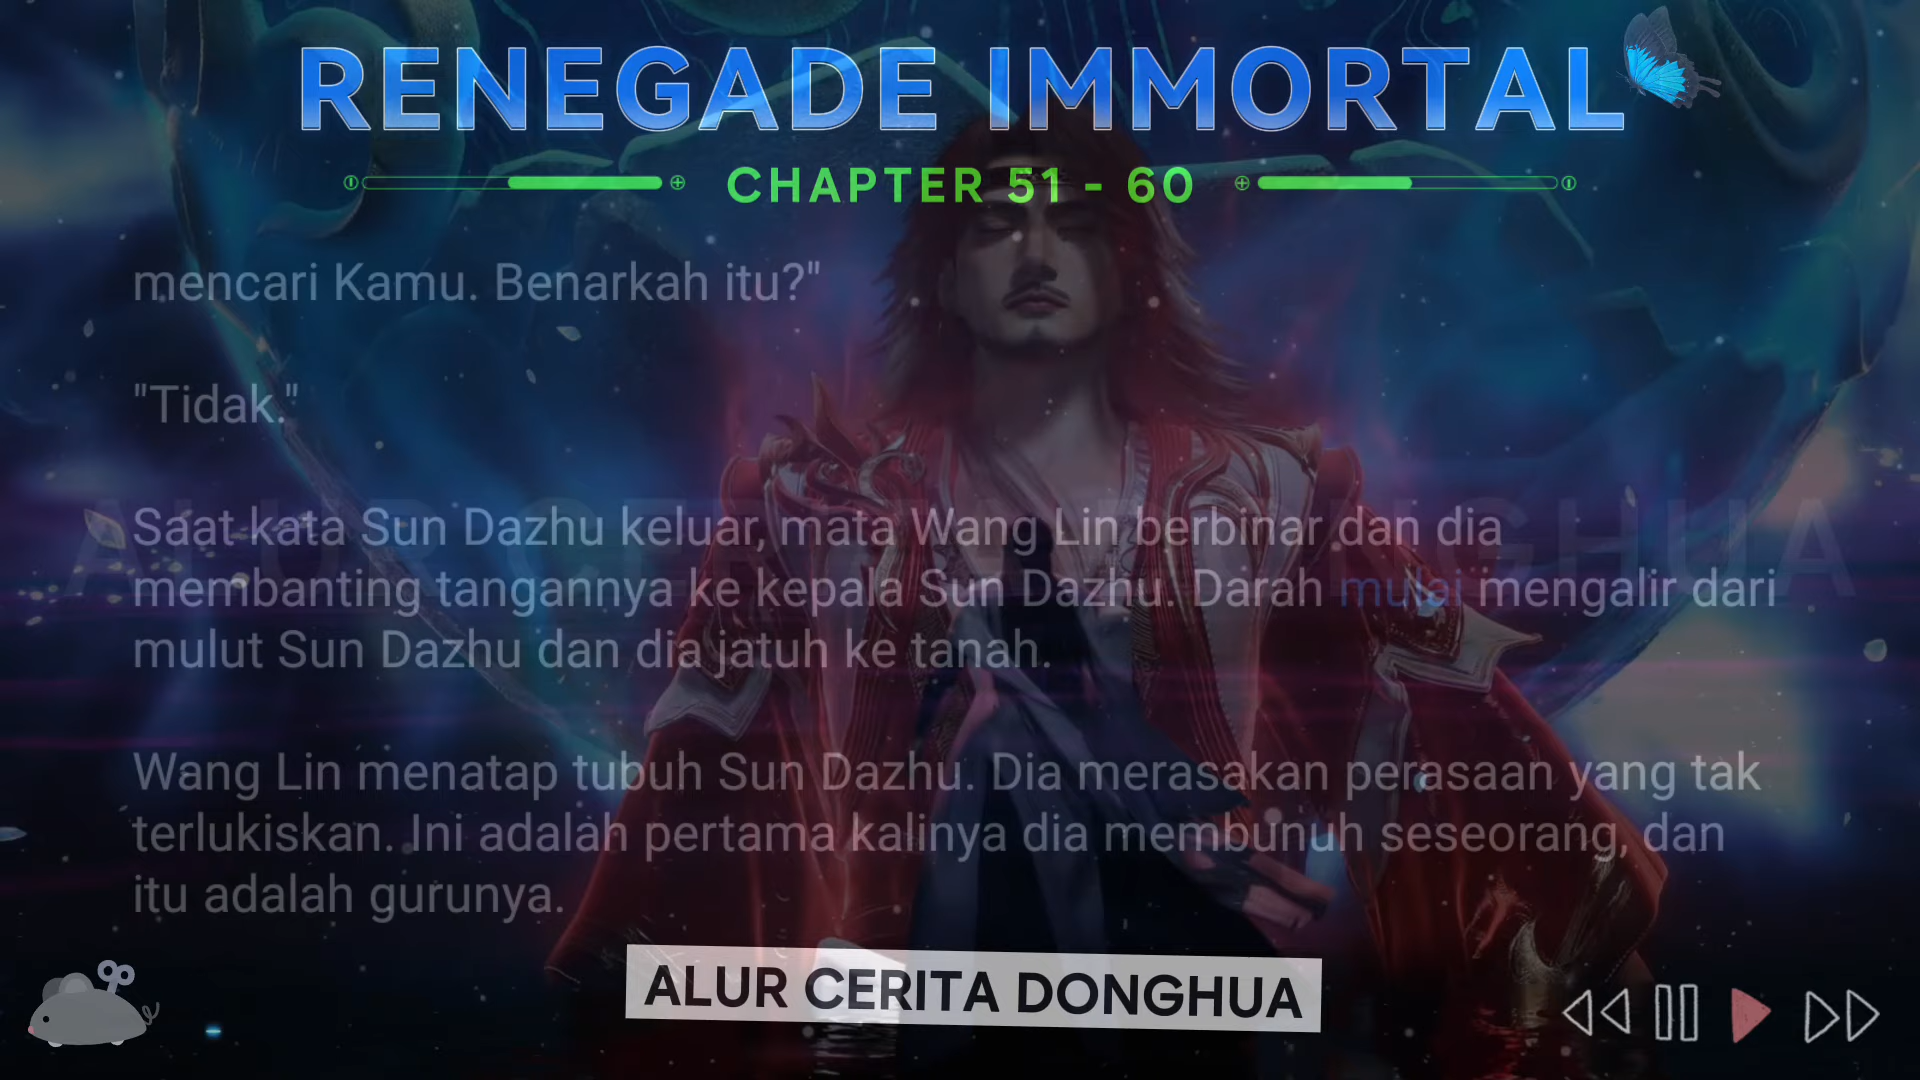 RENEGADE IMMORTAL
CHAPTER 51 - 60
mencari Kamu. Benarkah itu?"
"Tidak."
Saat kata Sun Dazhu keluar, mata Wang Lin berbinar dan dia
membanting tangannya ke kepala Sun Dazhu. Darah mulai mengalir dari
mulut Sun Dazhu dan dia jatuh ke tanah.
Wang Lin menatap tubuh Sun Dazhu. Dia merasakan perasaan yang tak
terlukiskan. Ini adalah pertama kalinya dia membunuh seseorang, dan
itu adalah gurunya.
ALUR CERITA DONGHUA